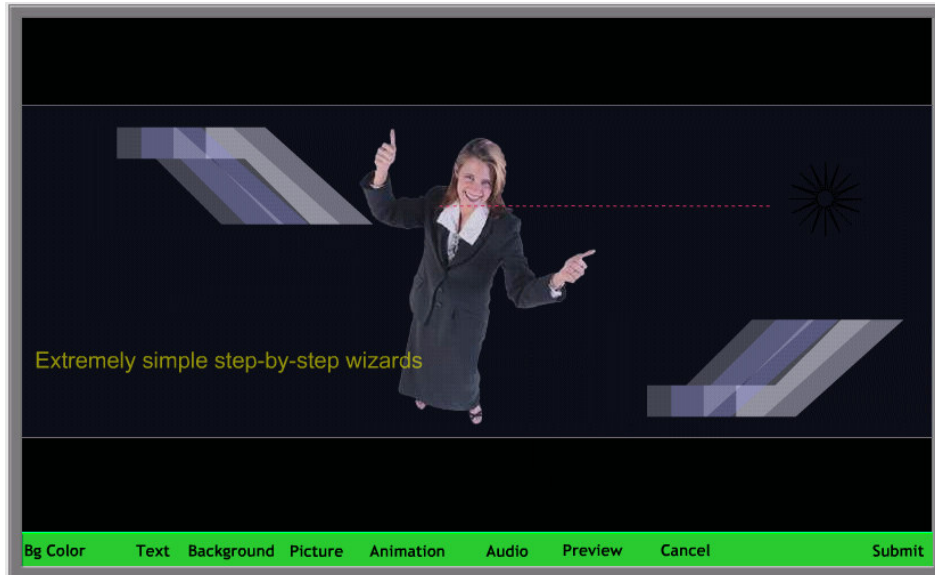 Extremely simple step-by-step wizards
Bg Color Text Background Picture Animation Audio Preview Cancel Submit